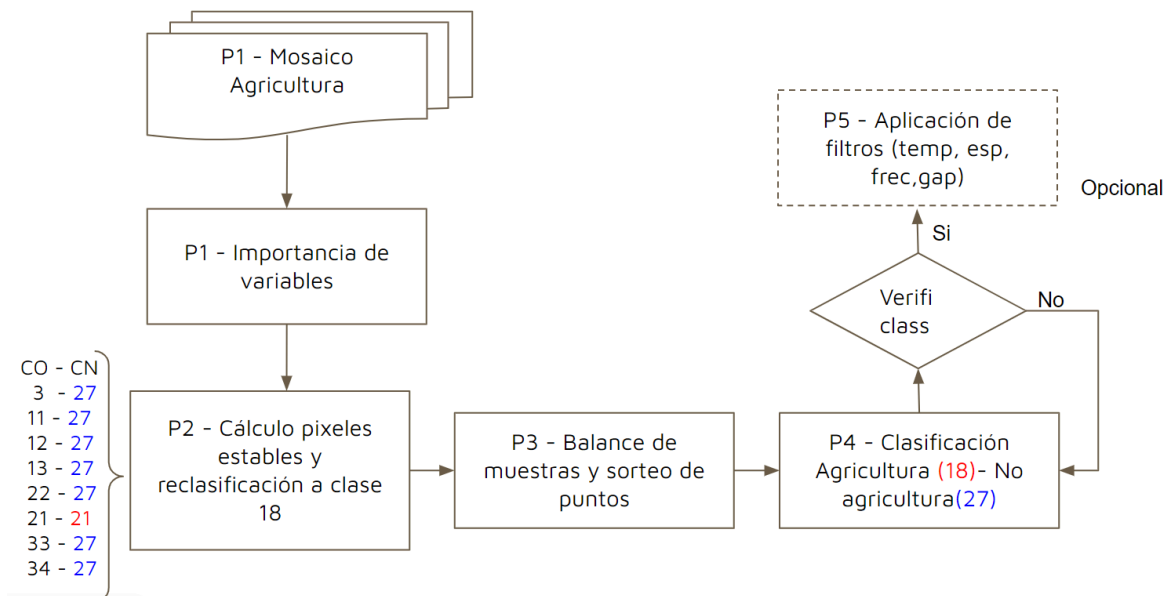 P1 - Mosaico
Agricultura
P1 - Importancia de
variables
CO - CN
3 - 27
11 - 27
12 - 27
13 - 27
22 - 27
21 - 21
33 - 27
34 - 27
P2 - Cálculo pixeles
estables y
reclasificación a clase
18
P3 - Balance de
muestras y sorteo de
puntos
P4 - Clasificación
Agricultura (18)- No
agricultura(27)
Verifi
class
No
Si
P5 - Aplicación de
filtros (temp, esp,
frec,gap)
Opcional